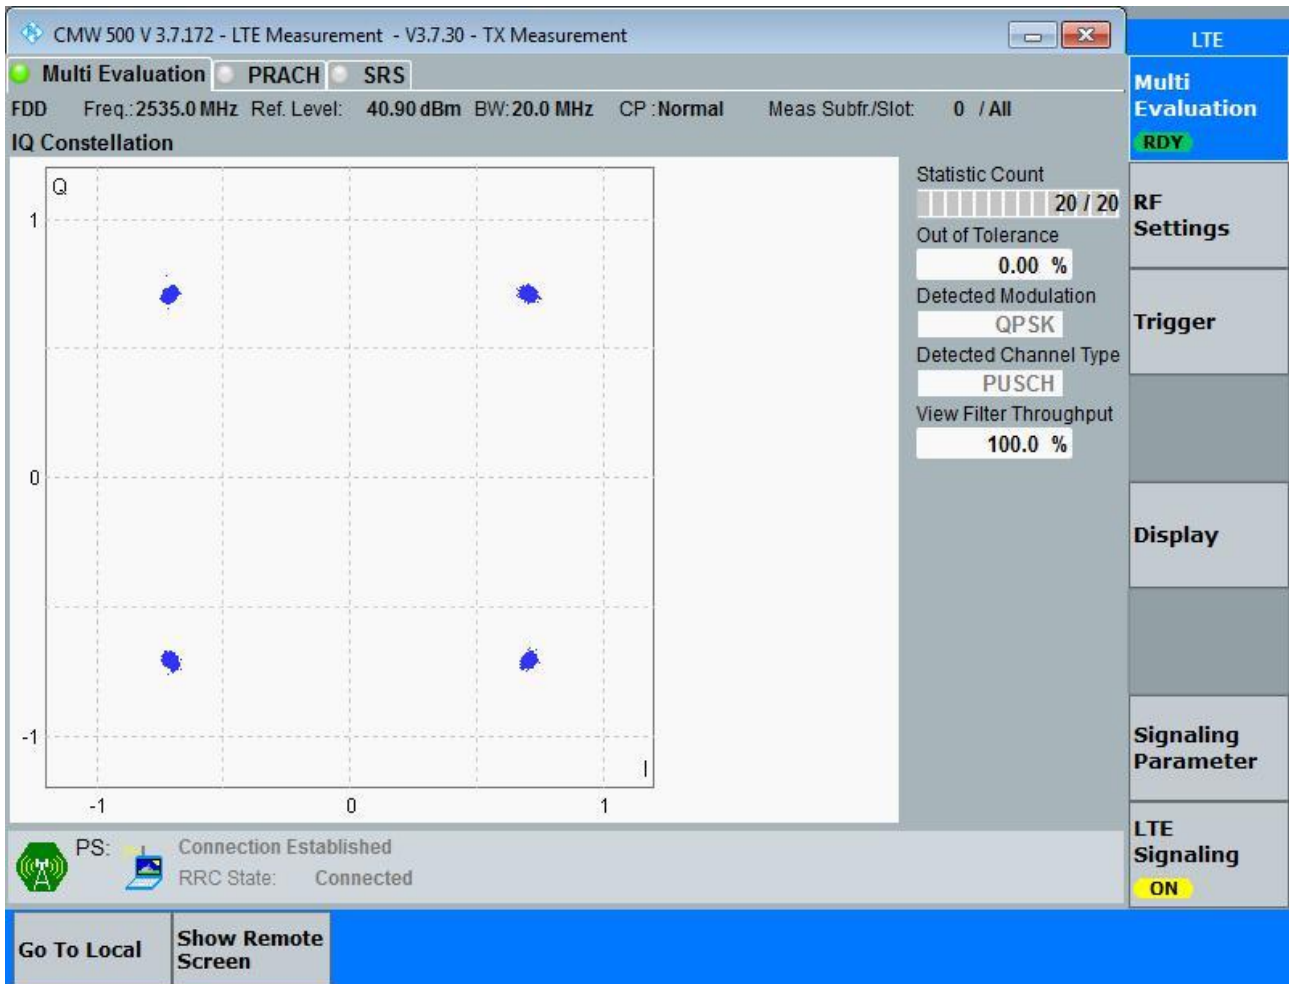 CMW 500 V 3.7.172 - LTE Measurement - V3.7.30 - TX Measurement
LTE
Multi Evaluation PRACH SRS
FDD Freq.: 2535.0 MHz Ref. Level: 40.90 dBm BW: 20.0 MHz CP : Normal Meas Subfr./Slot: 0 / All
IQ Constellation
Q
1
0
-1
I
-1 0 1
Statistic Count
20 / 20
Out of Tolerance
0.00 %
Detected Modulation
QPSK
Detected Channel Type
PUSCH
View Filter Throughput
100.0 %
Multi
Evaluation
RDY
RF
Settings
Trigger
Display
Signaling
Parameter
LTE
Signaling
ON
PS: Connection Established
RRC State: Connected
Go To Local
Show Remote
Screen